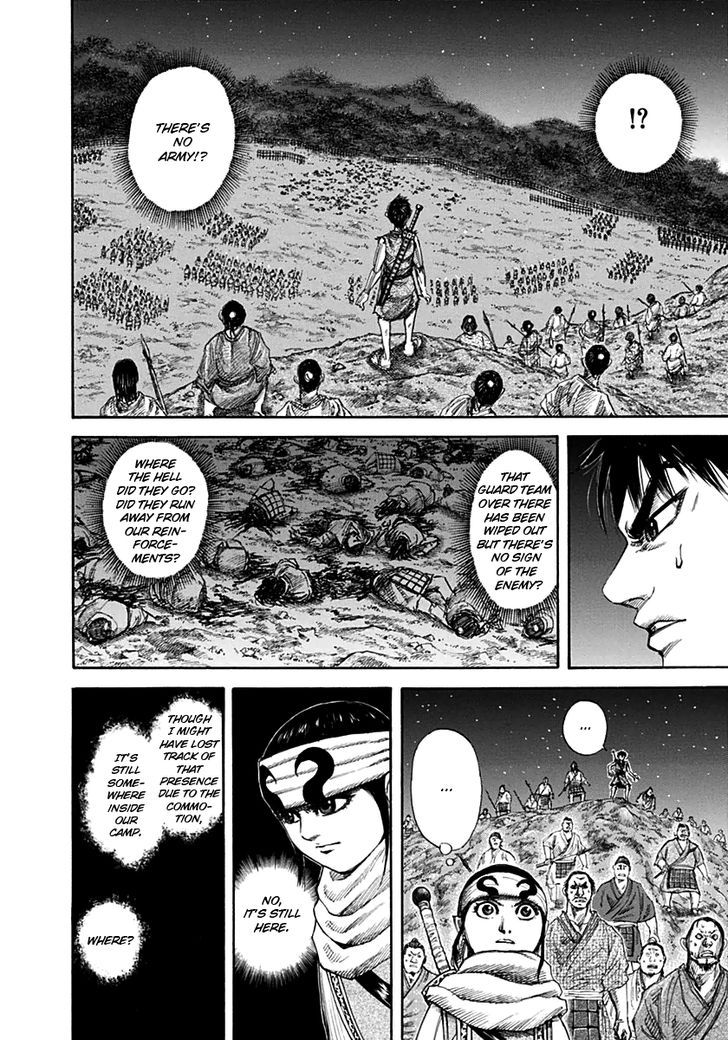 !?
THERE'S
NO
ARMY!?
THAT
GUARD TEAM
OVER THERE
HAS BEEN
WIPED OUT
BUT THERE'S
NO SIGN
OF THE
ENEMY?
WHERE
THE HELL
DID THEY GO?
DID THEY RUN
AWAY FROM
OUR REIN-
FORCE-
MENTS?
...
...
NO,
IT'S STILL
HERE.
THOUGH
I MIGHT
HAVE LOST
TRACK OF
THAT
PRESENCE
DUE TO THE
COMMO-
TION,
IT'S
STILL
SOME-
WHERE
INSIDE
OUR
CAMP.
WHERE?